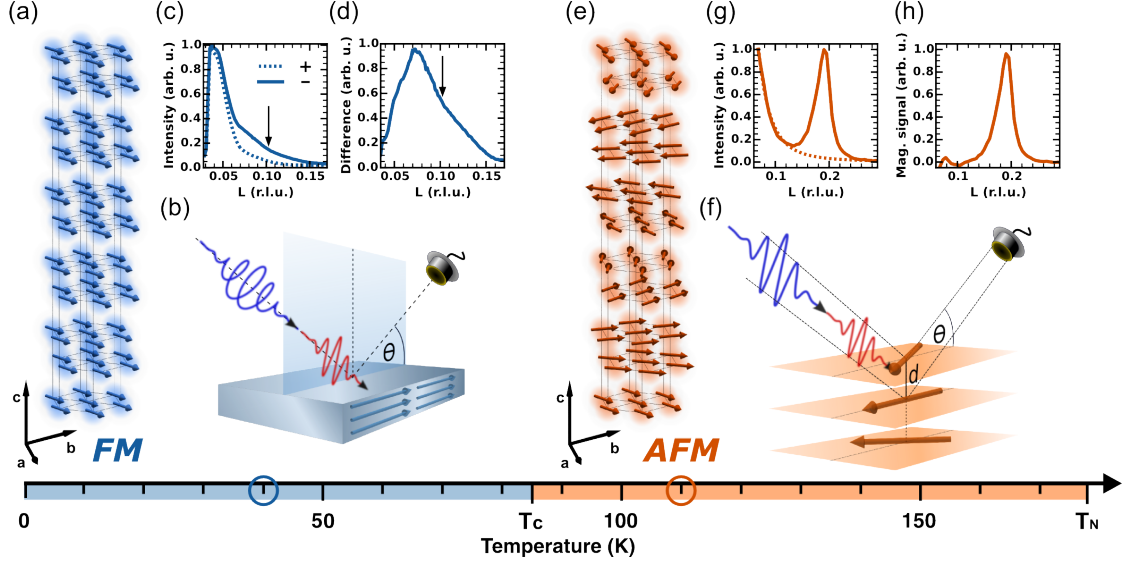 (a)
(c)
(d)
(e)
(g)
(h)
Intensity (arb. u.)
1.0
0.8
0.6
0.4
0.2
0.0
+
−
0.05
0.10
0.15
L (r.l.u.)
Difference (arb. u.)
1.0
0.8
0.6
0.4
0.2
0.0
0.05
0.10
0.15
L (r.l.u.)
Intensity (arb. u.)
1.0
0.8
0.6
0.4
0.2
0.0
0.1
0.2
L (r.l.u.)
Mag. signal (arb. u.)
1.0
0.8
0.6
0.4
0.2
0.0
0.1
0.2
L (r.l.u.)
(b)
(f)
θ
θ
d
c
b
a
FM
c
b
a
AFM
0
50
TC
100
150
TN
Temperature (K)